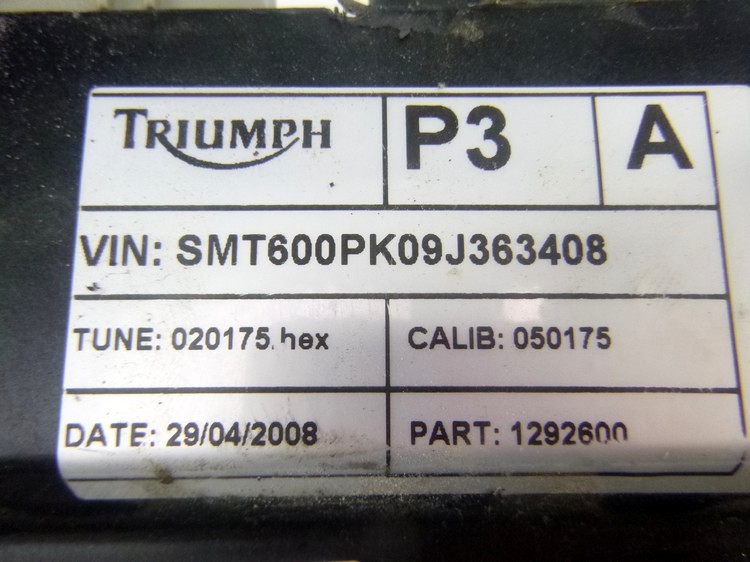 TRIUMPH P3 A
VIN: SMT600PK09J363408
TUNE: 020175.hex CALIB: 050175
DATE: 29/04/2008 PART: 1292600